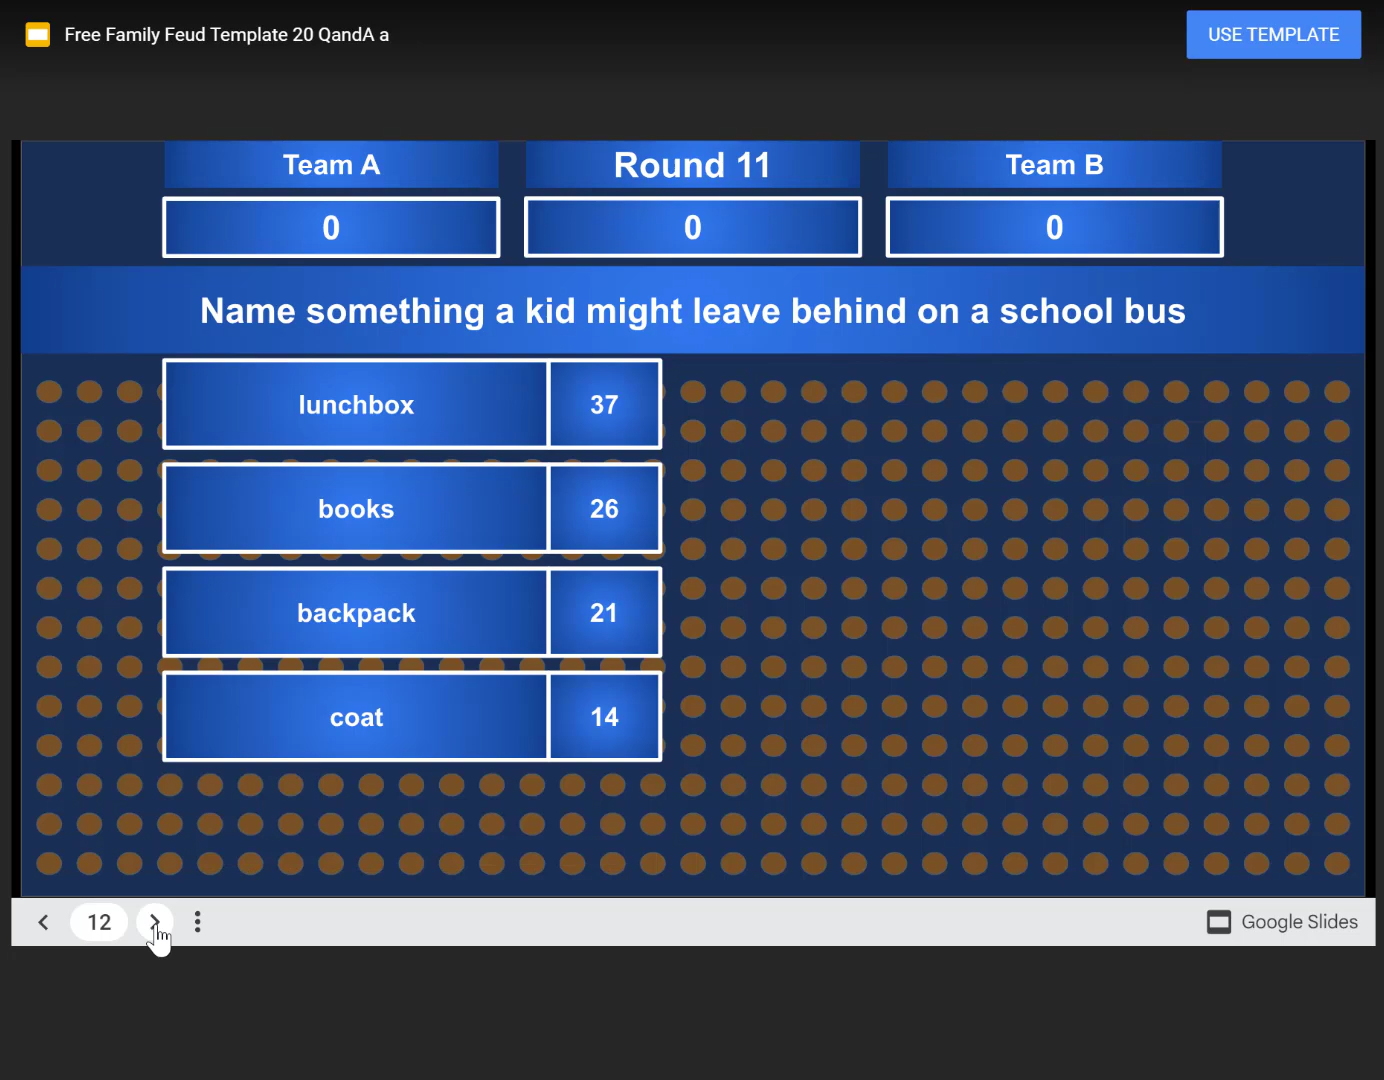 Free Family Feud Template 20 QandA a
USE TEMPLATE
Team A
Round 11
Team B
0
0
0
Name something a kid might leave behind on a school bus
lunchbox 37
books 26
backpack 21
coat 14
12
Google Slides